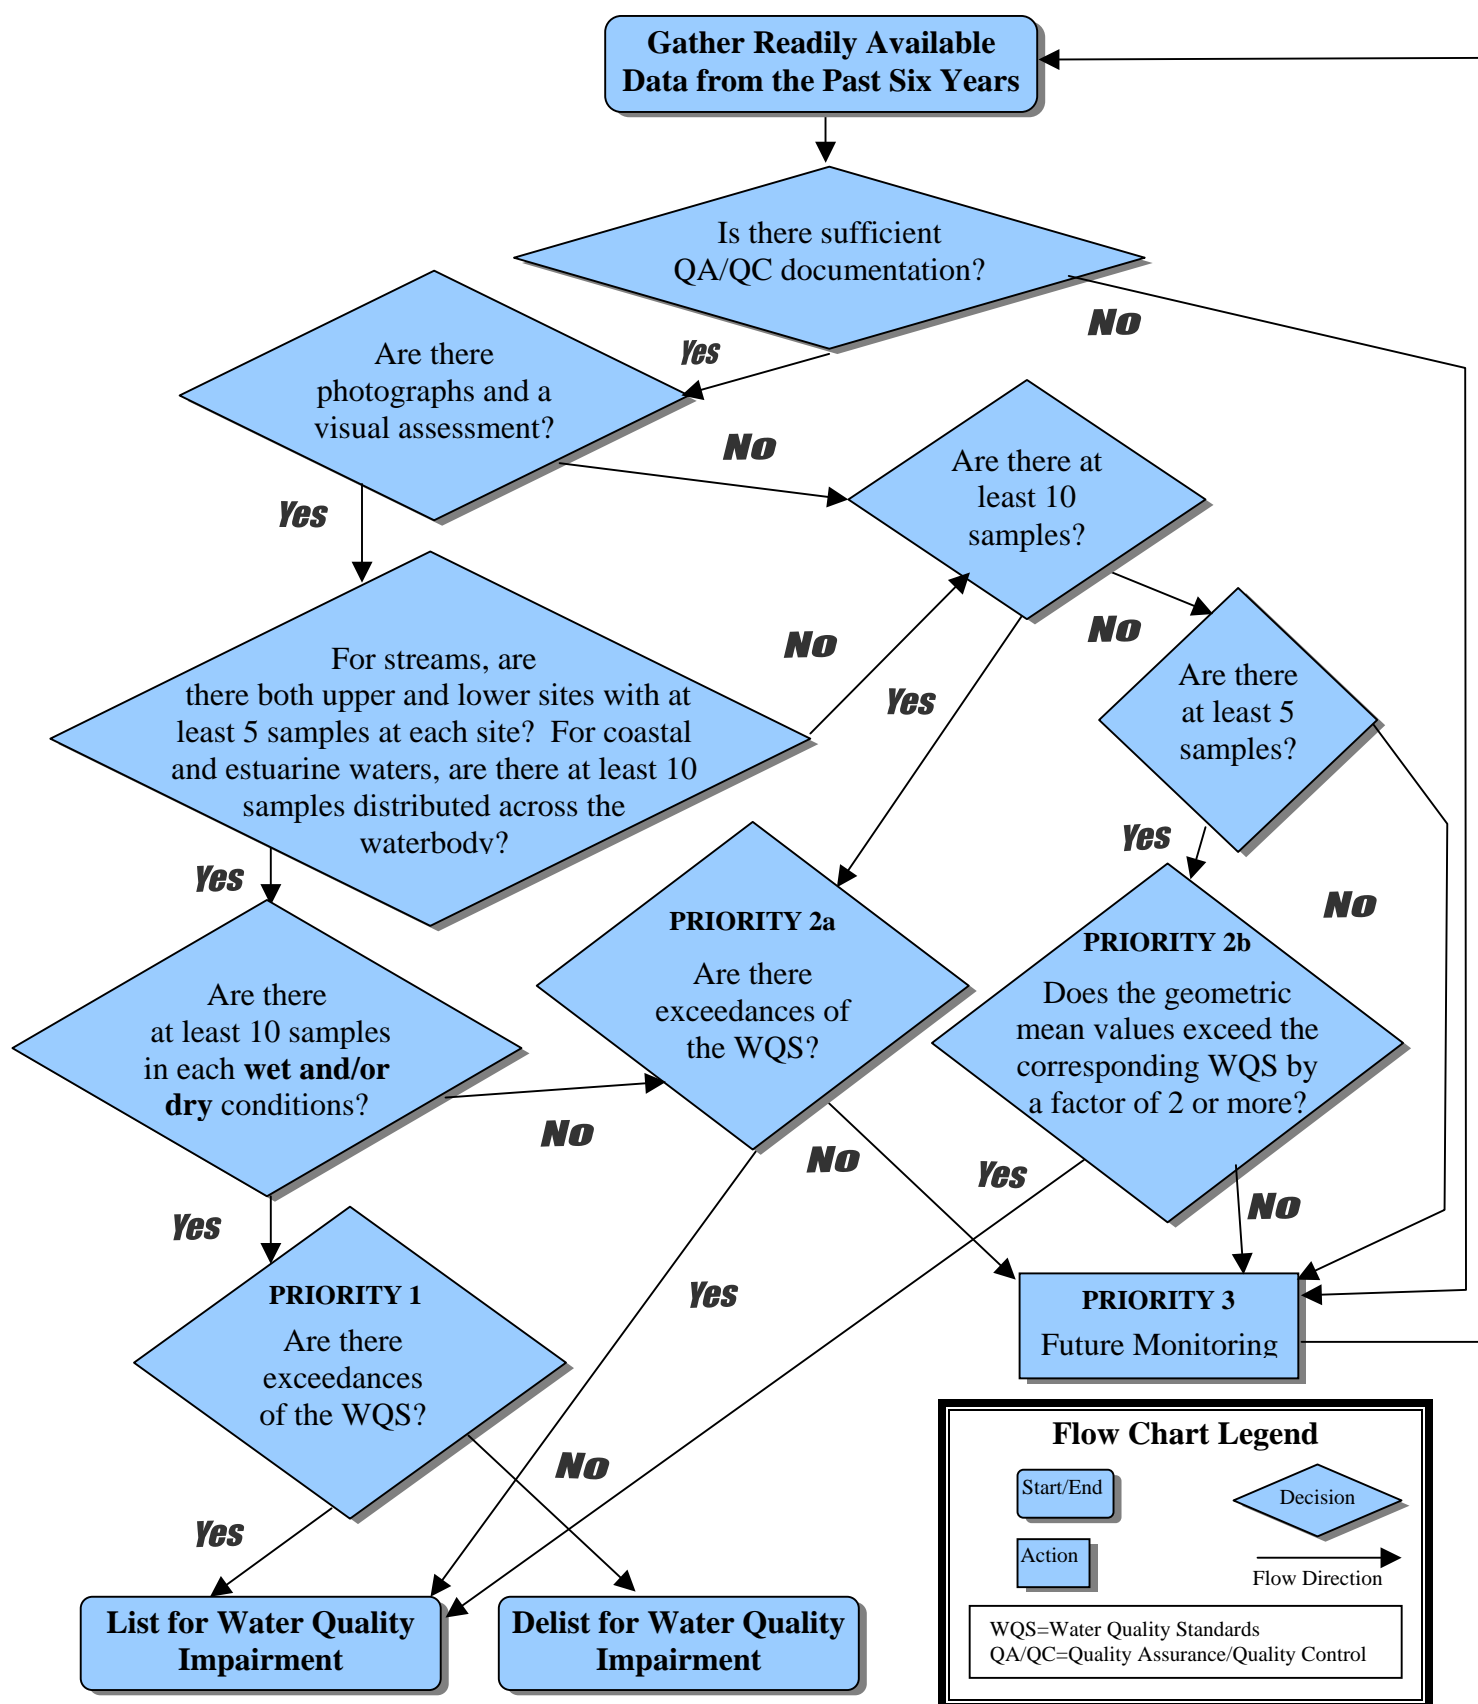 Gather Readily Available
Data from the Past Six Years
Is there sufficient
QA/QC documentation?
No
Yes
Are there
photographs and a
visual assessment?
No
Yes
Are there at
least 10
samples?
No
Yes
For streams, are
there both upper and lower sites with at
least 5 samples at each site? For coastal
and estuarine waters, are there at least 10
samples distributed across the
waterbody?
No
Yes
Are there
at least 5
samples?
Yes
No
Are there
at least 10 samples
in each wet and/or
dry conditions?
No
Yes
PRIORITY 2a
Are there
exceedances of
the WQS?
No
Yes
PRIORITY 2b
Does the geometric
mean values exceed the
corresponding WQS by
a factor of 2 or more?
Yes
No
PRIORITY 1
Are there
exceedances
of the WQS?
No
Yes
PRIORITY 3
Future Monitoring
List for Water Quality
Impairment
Delist for Water Quality
Impairment
Flow Chart Legend
Start/End
Decision
Action
Flow Direction
WQS=Water Quality Standards
QA/QC=Quality Assurance/Quality Control